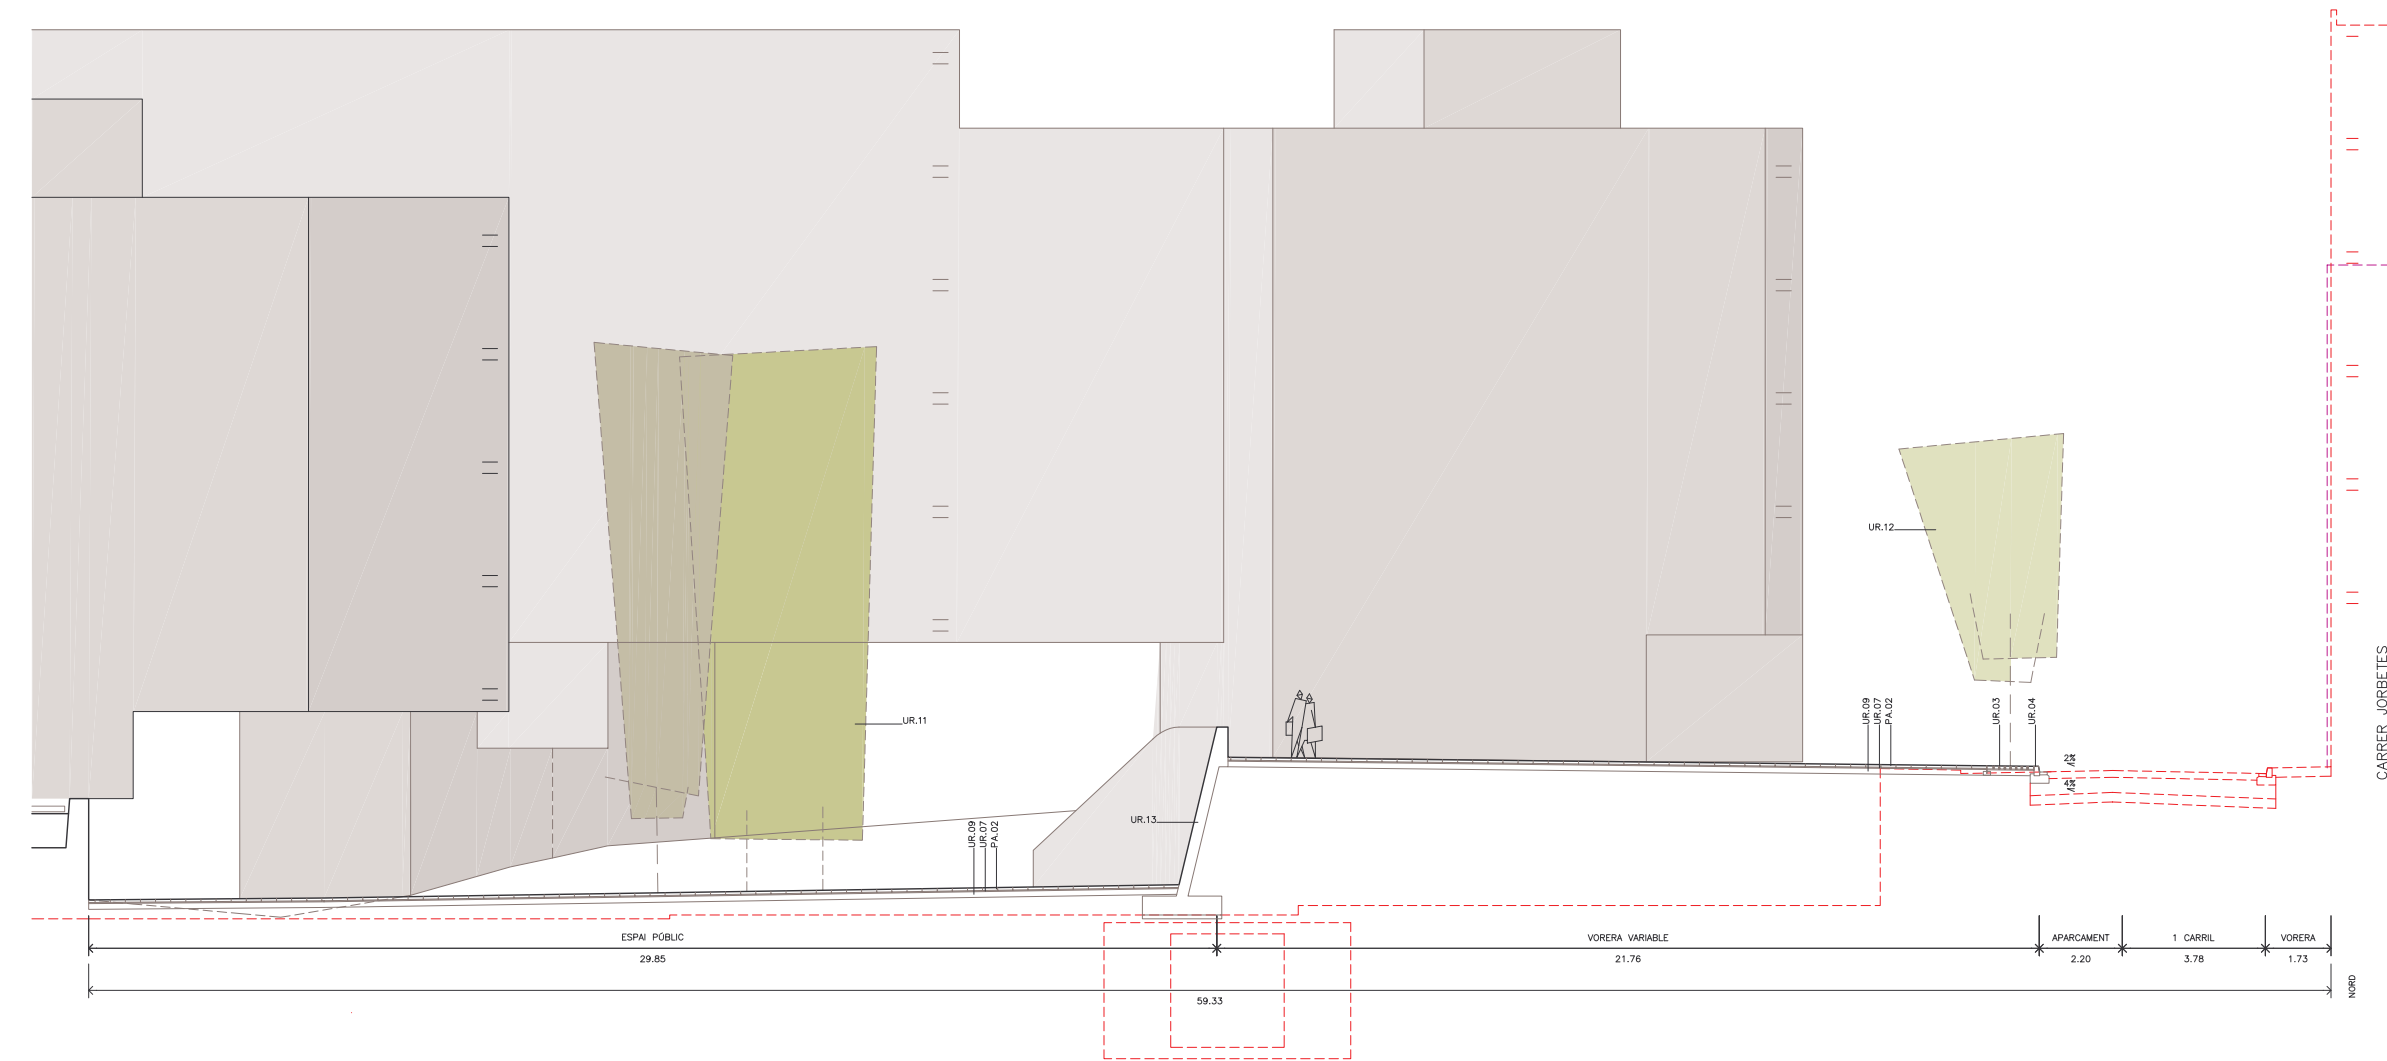 UR.12
CARRER JORBETES
UR.11
UR.09
UR.07
PA.02
UR.03
UR.04
2%
4%
UR.13
UR.09
UR.07
PA.02
ESPAI PÚBLIC
VORERA VARIABLE
APARCAMENT
1 CARRIL
VORERA
29.85
21.76
2.20
3.78
1.73
59.33
NORD